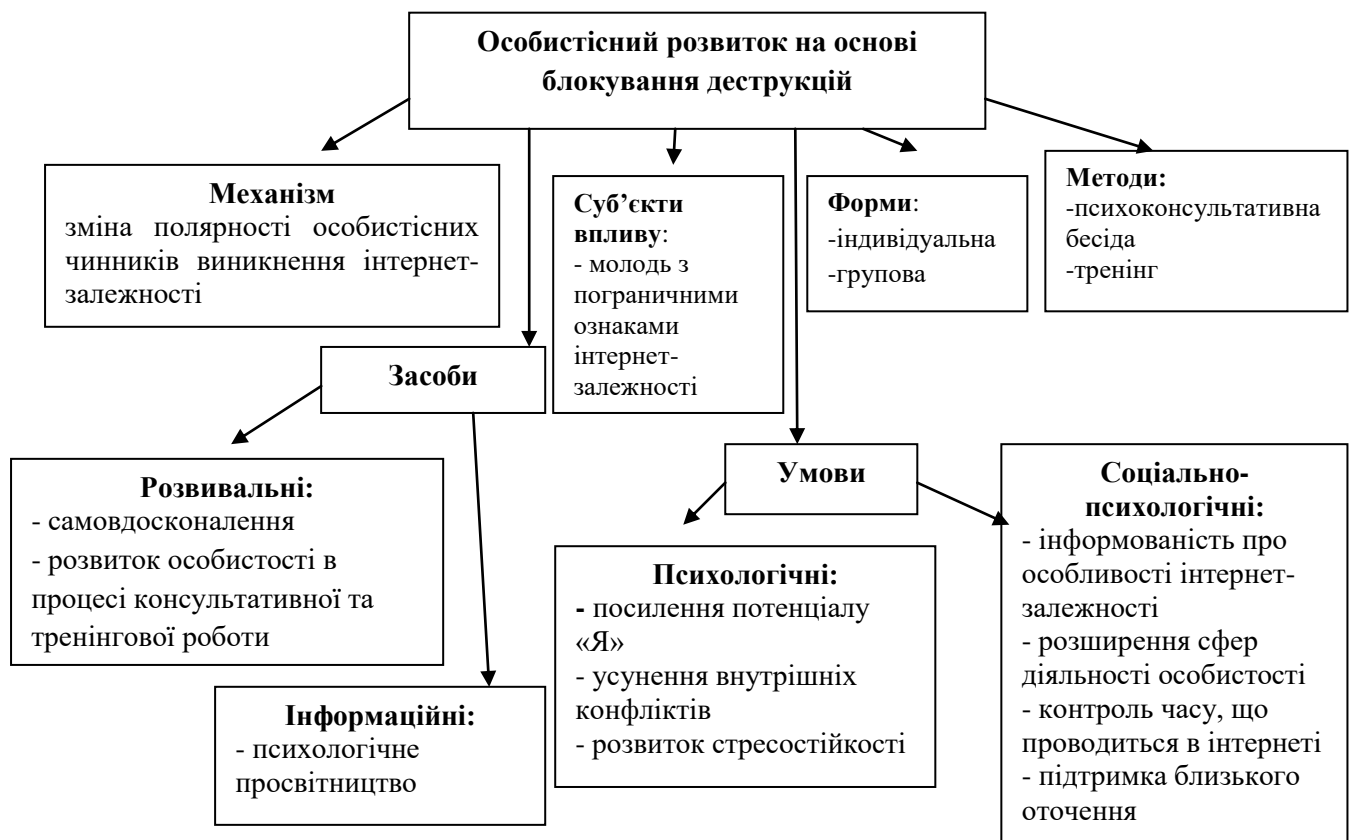 Особистісний розвиток на основі
блокування деструкцій
Механізм
зміна полярності особистісних
чинників виникнення інтернет-
залежності
Суб’єкти
впливу:
- молодь з
пограничними
ознаками
інтернет-
залежності
Форми:
-індивідуальна
-групова
Методи:
-психоконсультативна
бесіда
-тренінг
Засоби
Розвивальні:
- самовдосконалення
- розвиток особистості в
процесі консультативної та
тренінгової роботи
Інформаційні:
- психологічне
просвітництво
Умови
Психологічні:
- посилення потенціалу
«Я»
- усунення внутрішніх
конфліктів
- розвиток стресостійкості
Соціально-
психологічні:
- інформованість про
особливості інтернет-
залежності
- розширення сфер
діяльності особистості
- контроль часу, що
проводиться в інтернеті
- підтримка близького
оточення